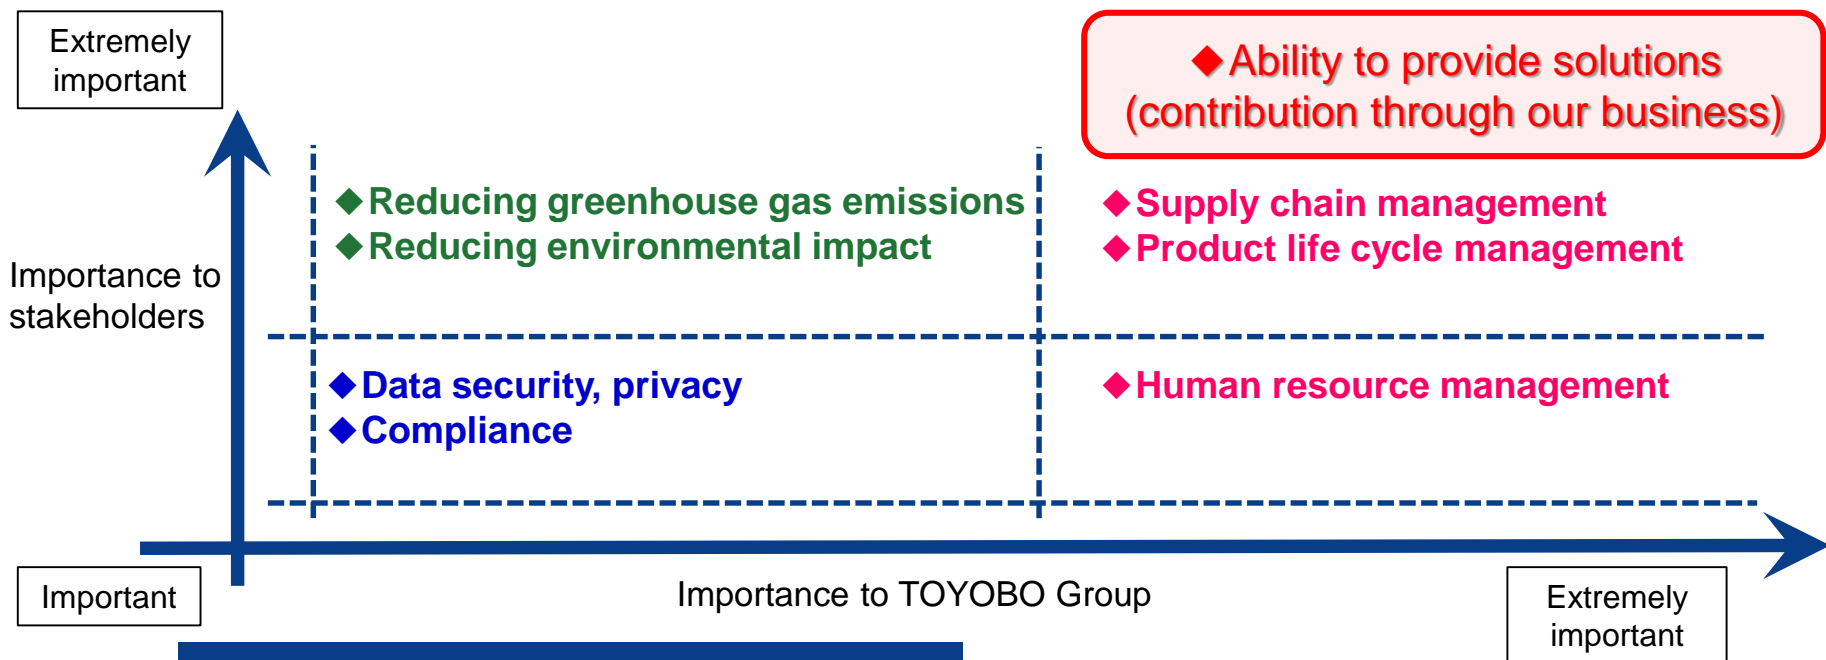 Extremely
important
◆Ability to provide solutions
(contribution through our business)
◆Reducing greenhouse gas emissions
◆Reducing environmental impact
◆Supply chain management
◆Product life cycle management
Importance to
stakeholders
◆Data security, privacy
◆Compliance
◆Human resource management
Important
Importance to TOYOBO Group
Extremely
important